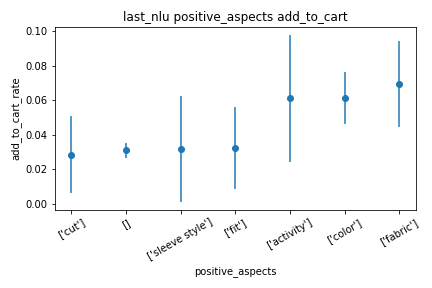 last_nlu positive_aspects add_to_cart
0.10
0.08
0.06
0.04
0.02
0.00
add_to_cart_rate
['cut']
[]
['sleeve style']
['fit']
['activity']
['color']
['fabric']
positive_aspects